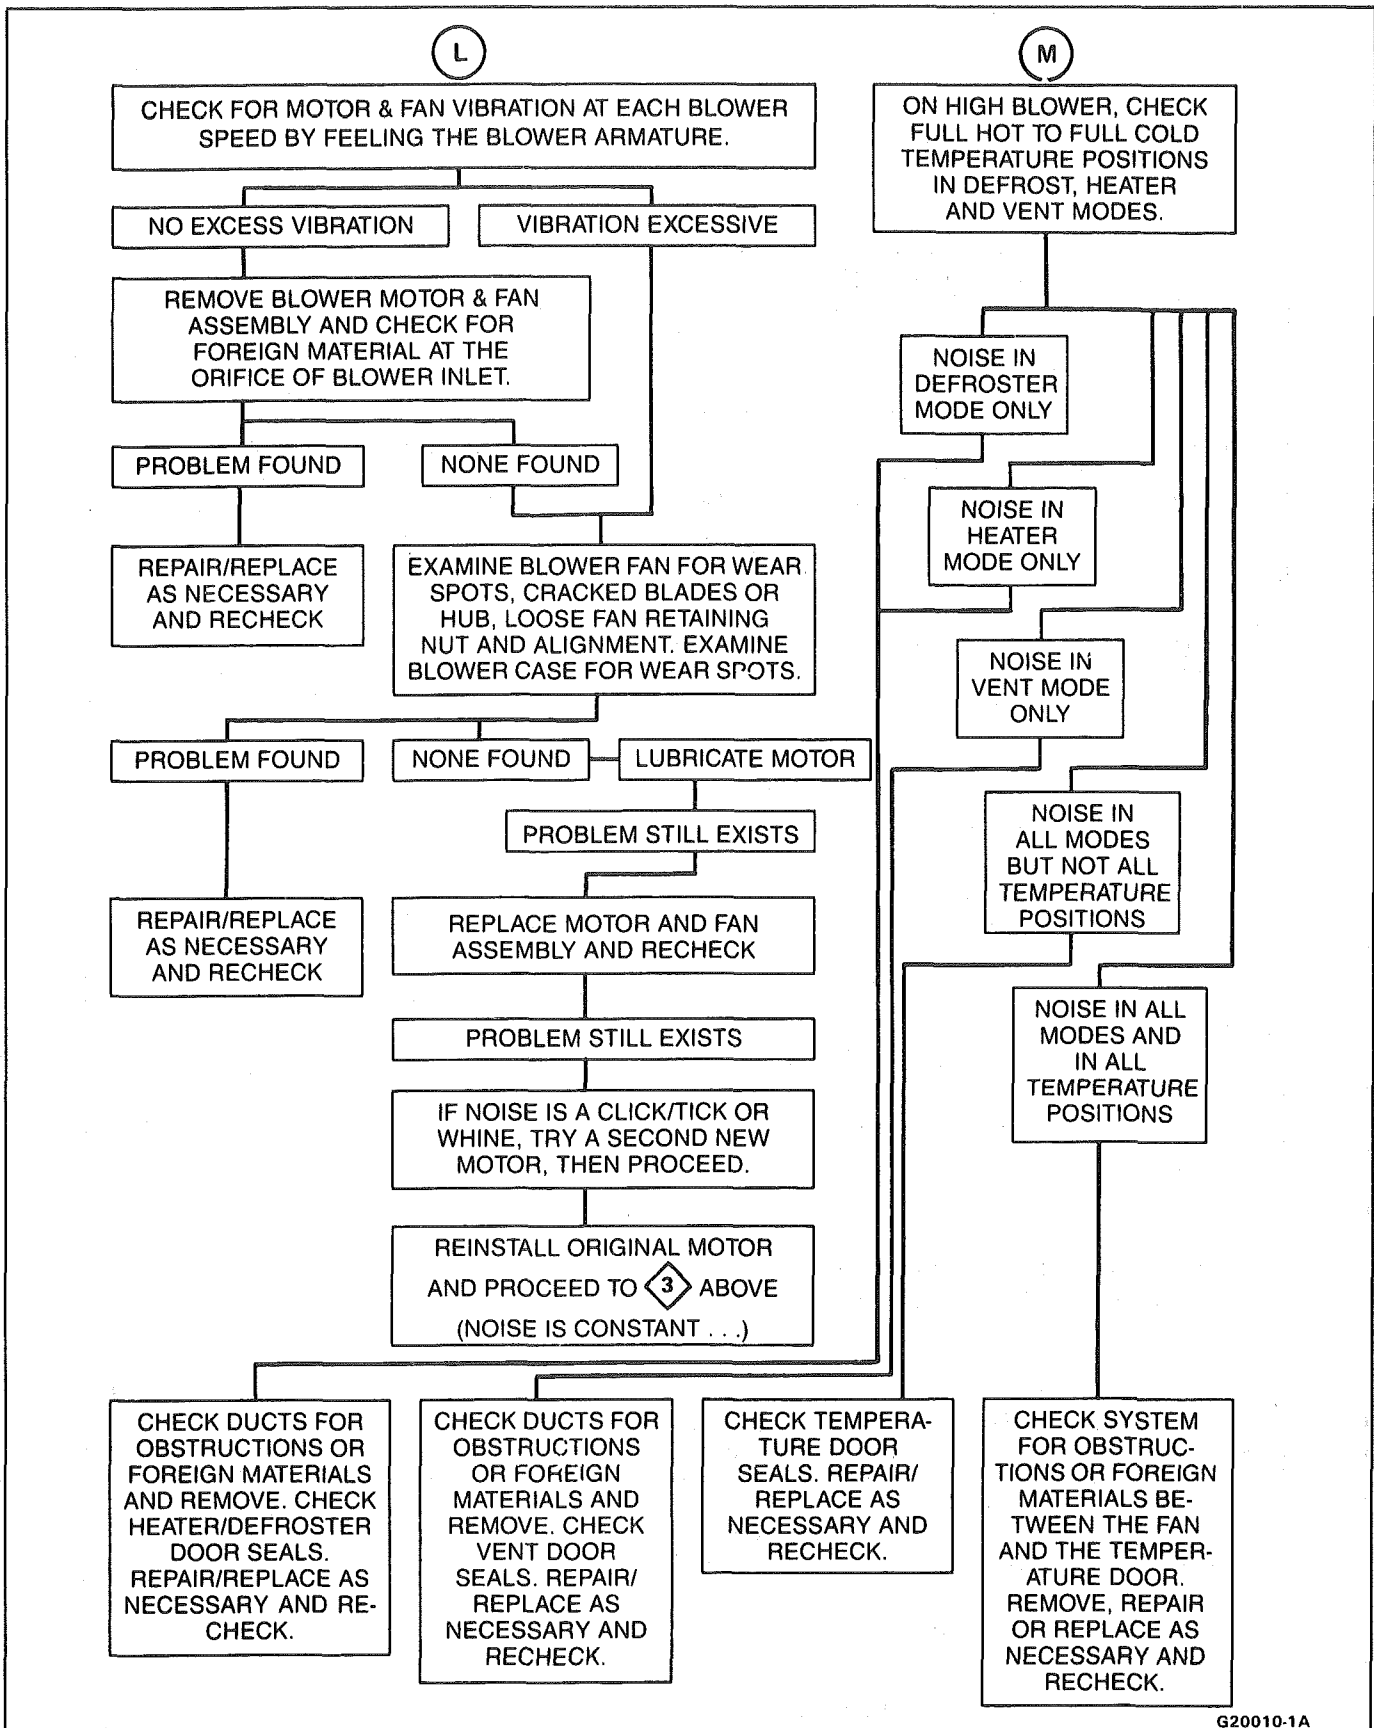 L
CHECK FOR MOTOR & FAN VIBRATION AT EACH BLOWER
SPEED BY FEELING THE BLOWER ARMATURE.
NO EXCESS VIBRATION
VIBRATION EXCESSIVE
REMOVE BLOWER MOTOR & FAN
ASSEMBLY AND CHECK FOR
FOREIGN MATERIAL AT THE
ORIFICE OF BLOWER INLET.
PROBLEM FOUND
NONE FOUND
REPAIR/REPLACE
AS NECESSARY
AND RECHECK
EXAMINE BLOWER FAN FOR WEAR
SPOTS, CRACKED BLADES OR
HUB, LOOSE FAN RETAINING
NUT AND ALIGNMENT. EXAMINE
BLOWER CASE FOR WEAR SPOTS.
PROBLEM FOUND
NONE FOUND
LUBRICATE MOTOR
PROBLEM STILL EXISTS
REPAIR/REPLACE
AS NECESSARY
AND RECHECK
REPLACE MOTOR AND FAN
ASSEMBLY AND RECHECK
PROBLEM STILL EXISTS
IF NOISE IS A CLICK/TICK OR
WHINE, TRY A SECOND NEW
MOTOR, THEN PROCEED.
REINSTALL ORIGINAL MOTOR
AND PROCEED TO 3 ABOVE
(NOISE IS CONSTANT . . .)
M
ON HIGH BLOWER, CHECK
FULL HOT TO FULL COLD
TEMPERATURE POSITIONS
IN DEFROST, HEATER
AND VENT MODES.
NOISE IN
DEFROSTER
MODE ONLY
NOISE IN
HEATER
MODE ONLY
NOISE IN
VENT MODE
ONLY
NOISE IN
ALL MODES
BUT NOT ALL
TEMPERATURE
POSITIONS
NOISE IN ALL
MODES AND
IN ALL
TEMPERATURE
POSITIONS
CHECK DUCTS FOR
OBSTRUCTIONS OR
FOREIGN MATERIALS
AND REMOVE. CHECK
HEATER/DEFROSTER
DOOR SEALS.
REPAIR/REPLACE AS
NECESSARY AND RE-
CHECK.
CHECK DUCTS FOR
OBSTRUCTIONS
OR FOREIGN
MATERIALS AND
REMOVE. CHECK
VENT DOOR
SEALS. REPAIR/
REPLACE AS
NECESSARY AND
RECHECK.
CHECK TEMPERA-
TURE DOOR
SEALS. REPAIR/
REPLACE AS
NECESSARY AND
RECHECK.
CHECK SYSTEM
FOR OBSTRUC-
TIONS OR FOREIGN
MATERIALS BE-
TWEEN THE FAN
AND THE TEMPER-
ATURE DOOR.
REMOVE, REPAIR
OR REPLACE AS
NECESSARY AND
RECHECK.
G20010-1A